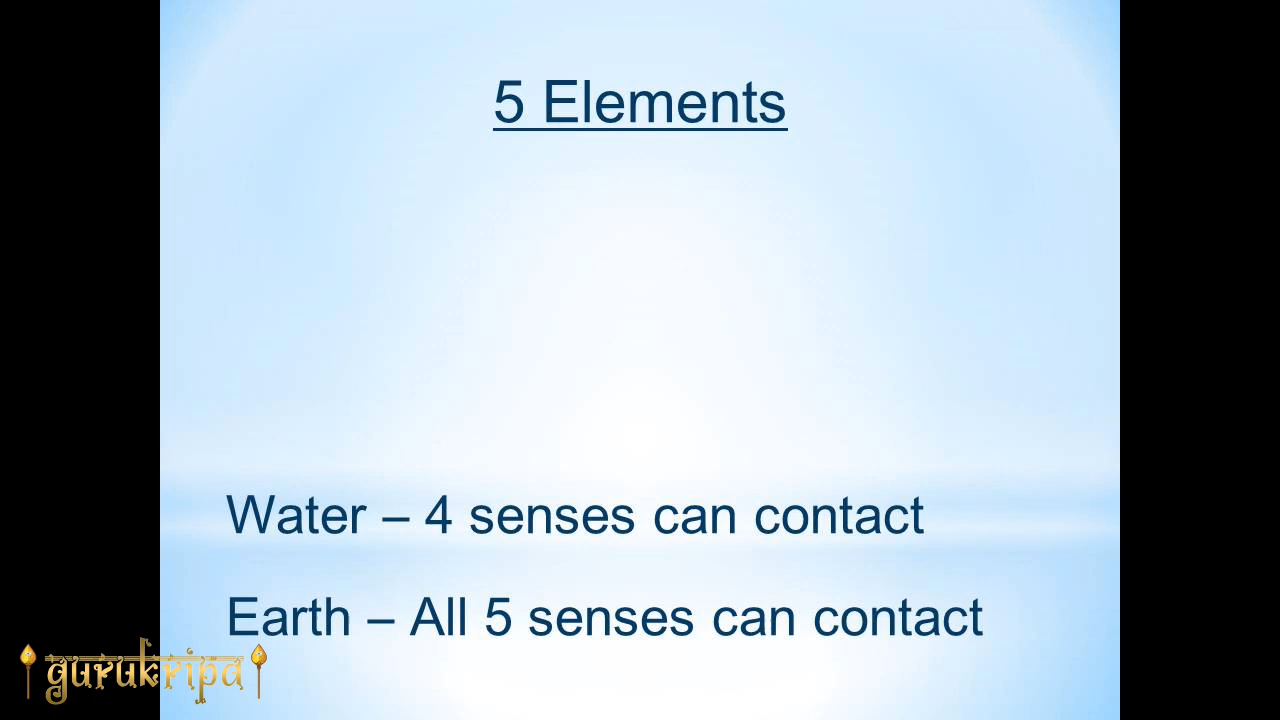 5 Elements
Water – 4 senses can contact
Earth – All 5 senses can contact
gurukripa